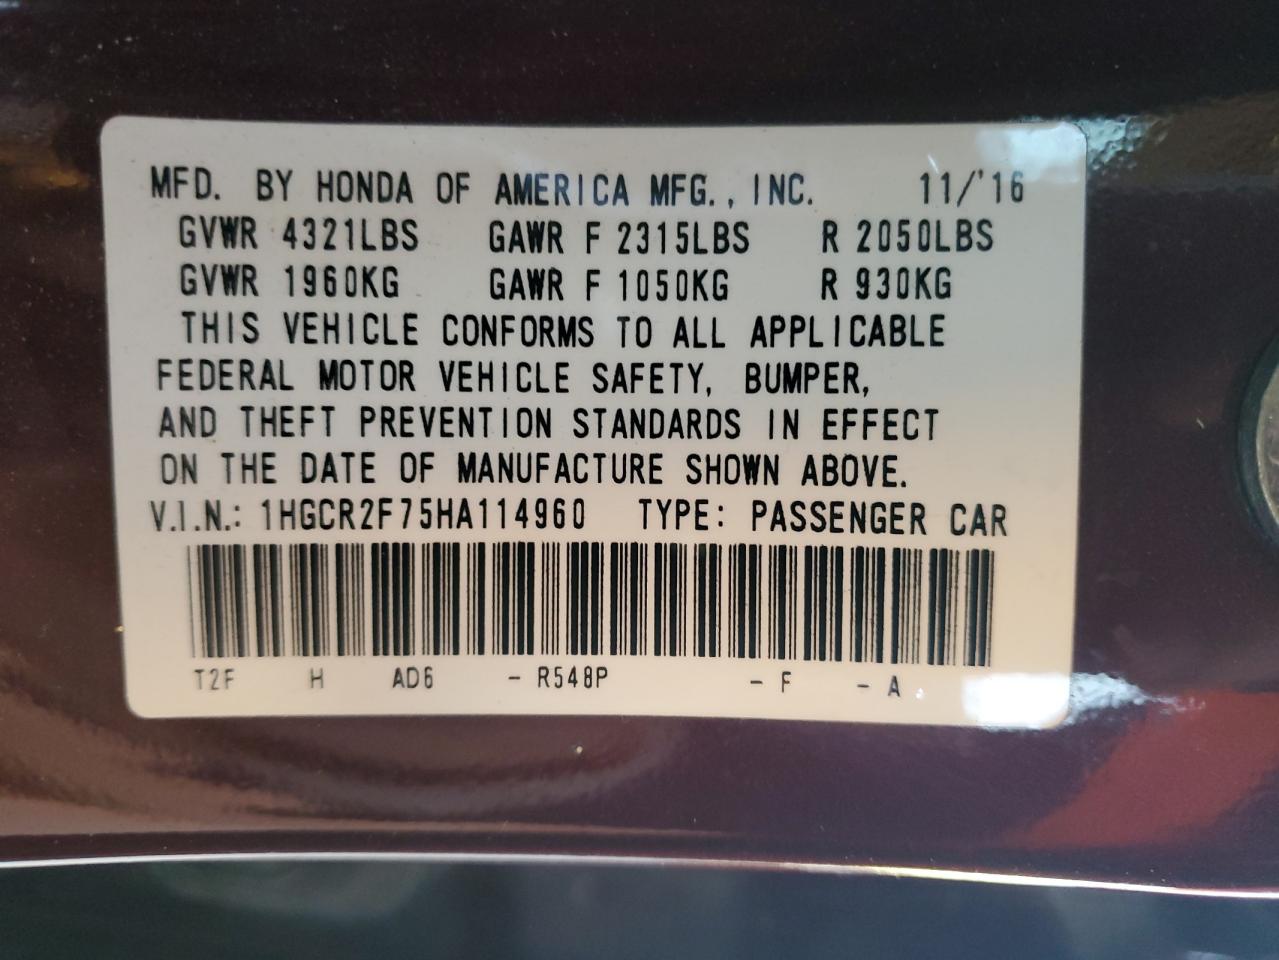 MFD. BY HONDA OF AMERICA MFG., INC. 11/'16
GVWR 4321LBS GAWR F 2315LBS R 2050LBS
GVWR 1960KG GAWR F 1050KG R 930KG
THIS VEHICLE CONFORMS TO ALL APPLICABLE
FEDERAL MOTOR VEHICLE SAFETY, BUMPER,
AND THEFT PREVENTION STANDARDS IN EFFECT
ON THE DATE OF MANUFACTURE SHOWN ABOVE.
V.I.N.: 1HGCR2F75HA114960 TYPE: PASSENGER CAR
T2F H AD6 - R548P - F - A